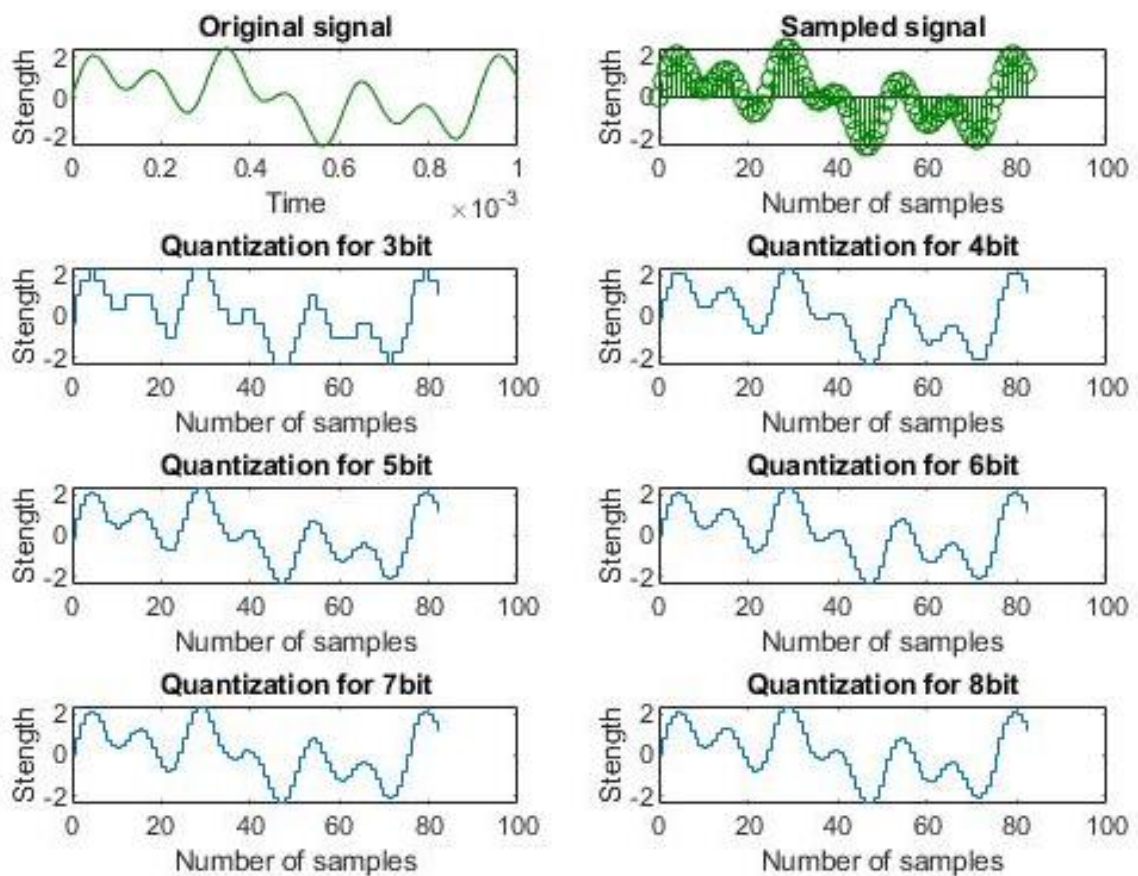 Original signal
Stength
2
0
-2
0 0.2 0.4 0.6 0.8 1
Time
×10-3
Sampled signal
Stength
2
0
-2
0 20 40 60 80 100
Number of samples
Quantization for 3bit
Stength
2
0
-2
0 20 40 60 80 100
Number of samples
Quantization for 4bit
Stength
2
0
-2
0 20 40 60 80 100
Number of samples
Quantization for 5bit
Stength
2
0
-2
0 20 40 60 80 100
Number of samples
Quantization for 6bit
Stength
2
0
-2
0 20 40 60 80 100
Number of samples
Quantization for 7bit
Stength
2
0
-2
0 20 40 60 80 100
Number of samples
Quantization for 8bit
Stength
2
0
-2
0 20 40 60 80 100
Number of samples